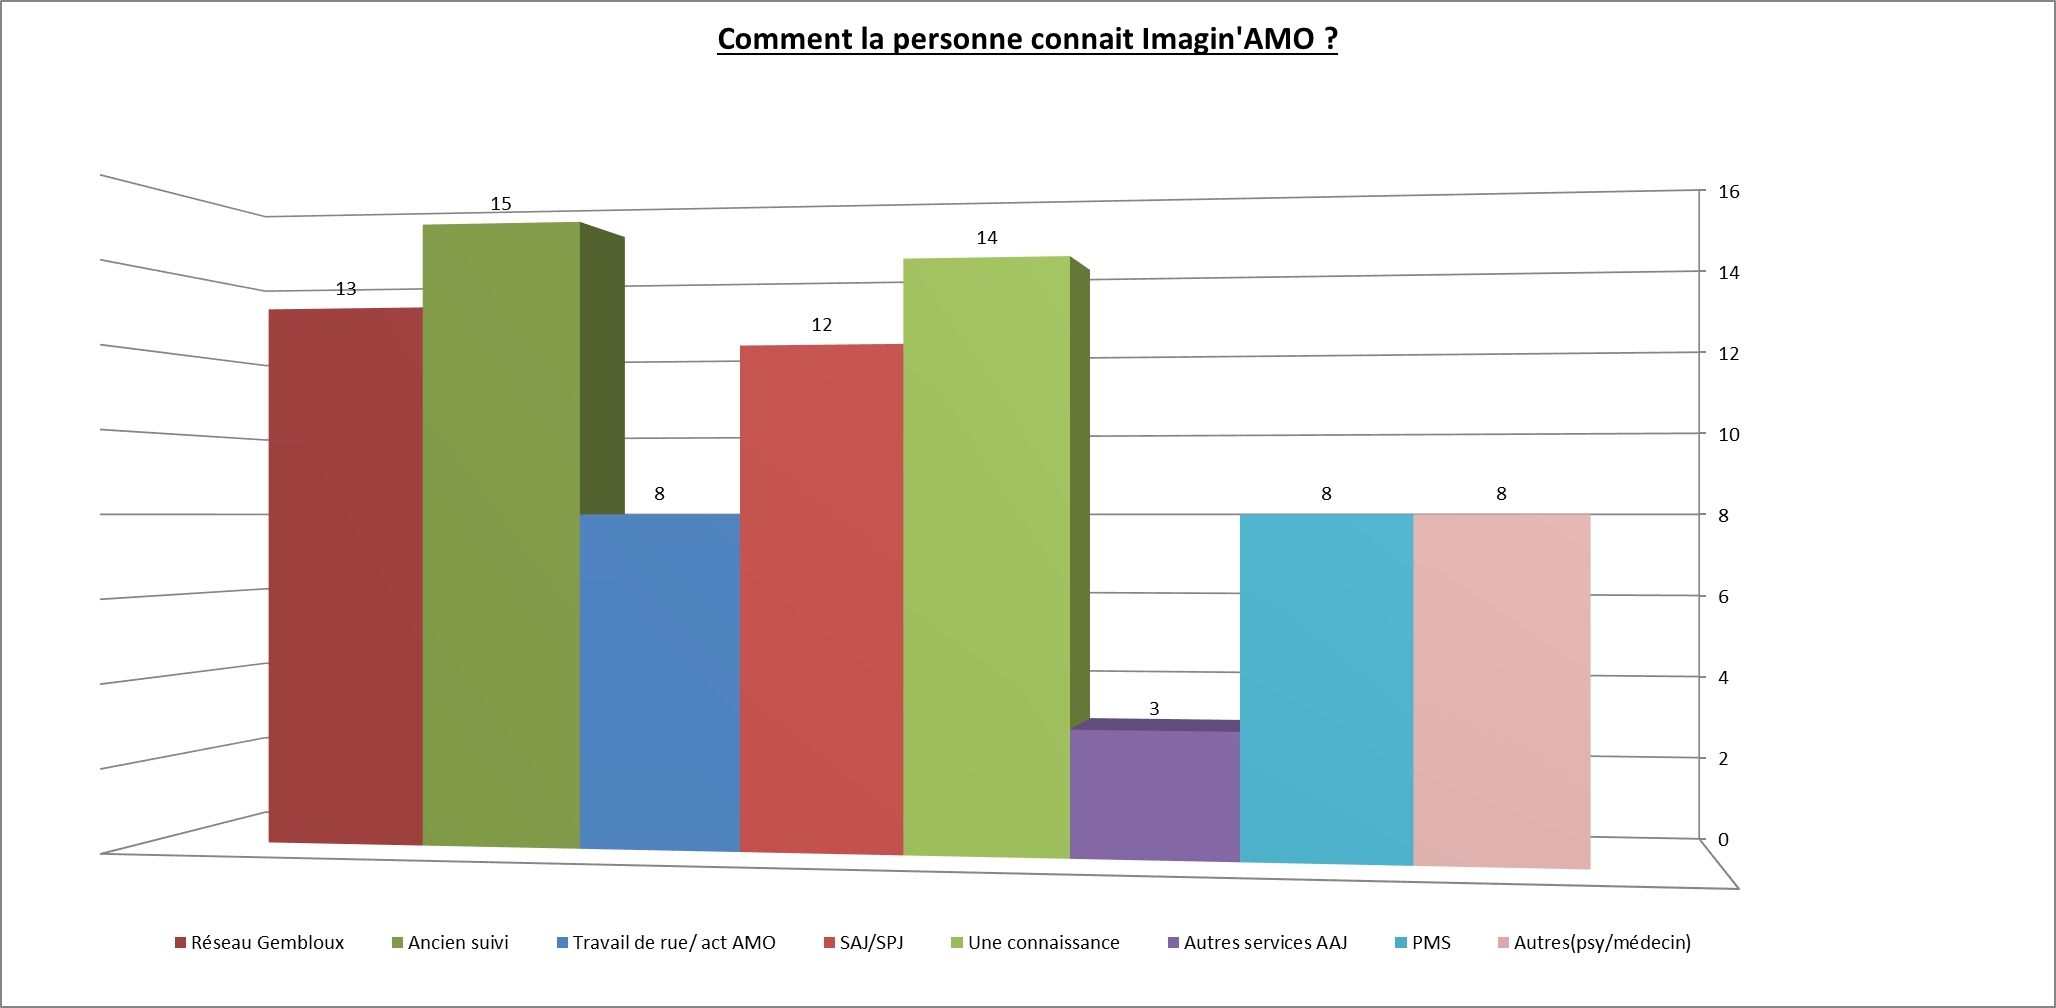 Comment la personne connait Imagin'AMO ?
16
15
14
14
13
12
12
10
8
8
8
8
6
4
3
2
0
Réseau Gembloux
Ancien suivi
Travail de rue/ act AMO
SAJ/SPJ
Une connaissance
Autres services AAJ
PMS
Autres(psy/médecin)